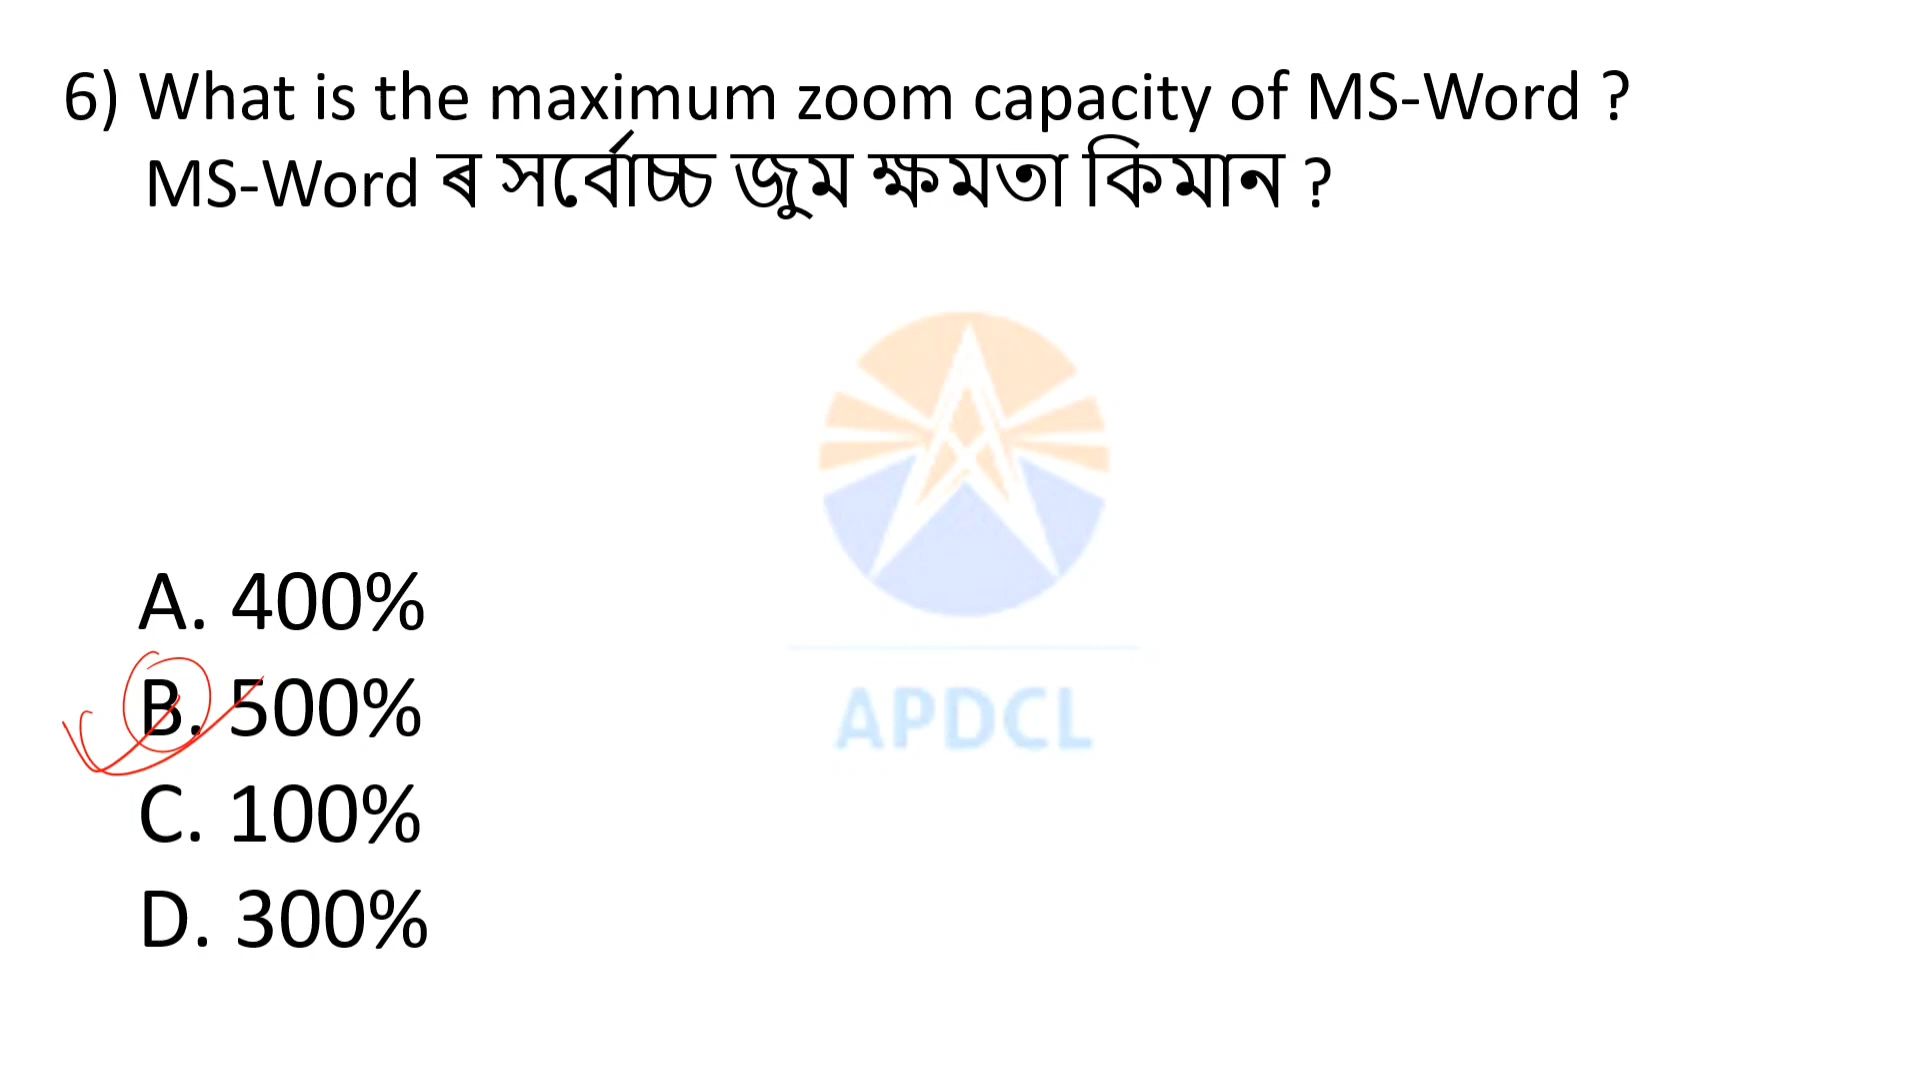 6) What is the maximum zoom capacity of MS-Word ?
MS-Word ৰ সৰ্বোচ্চ জুম ক্ষমতা কিমান ?
APDCL
A. 400%
B. 500%
C. 100%
D. 300%